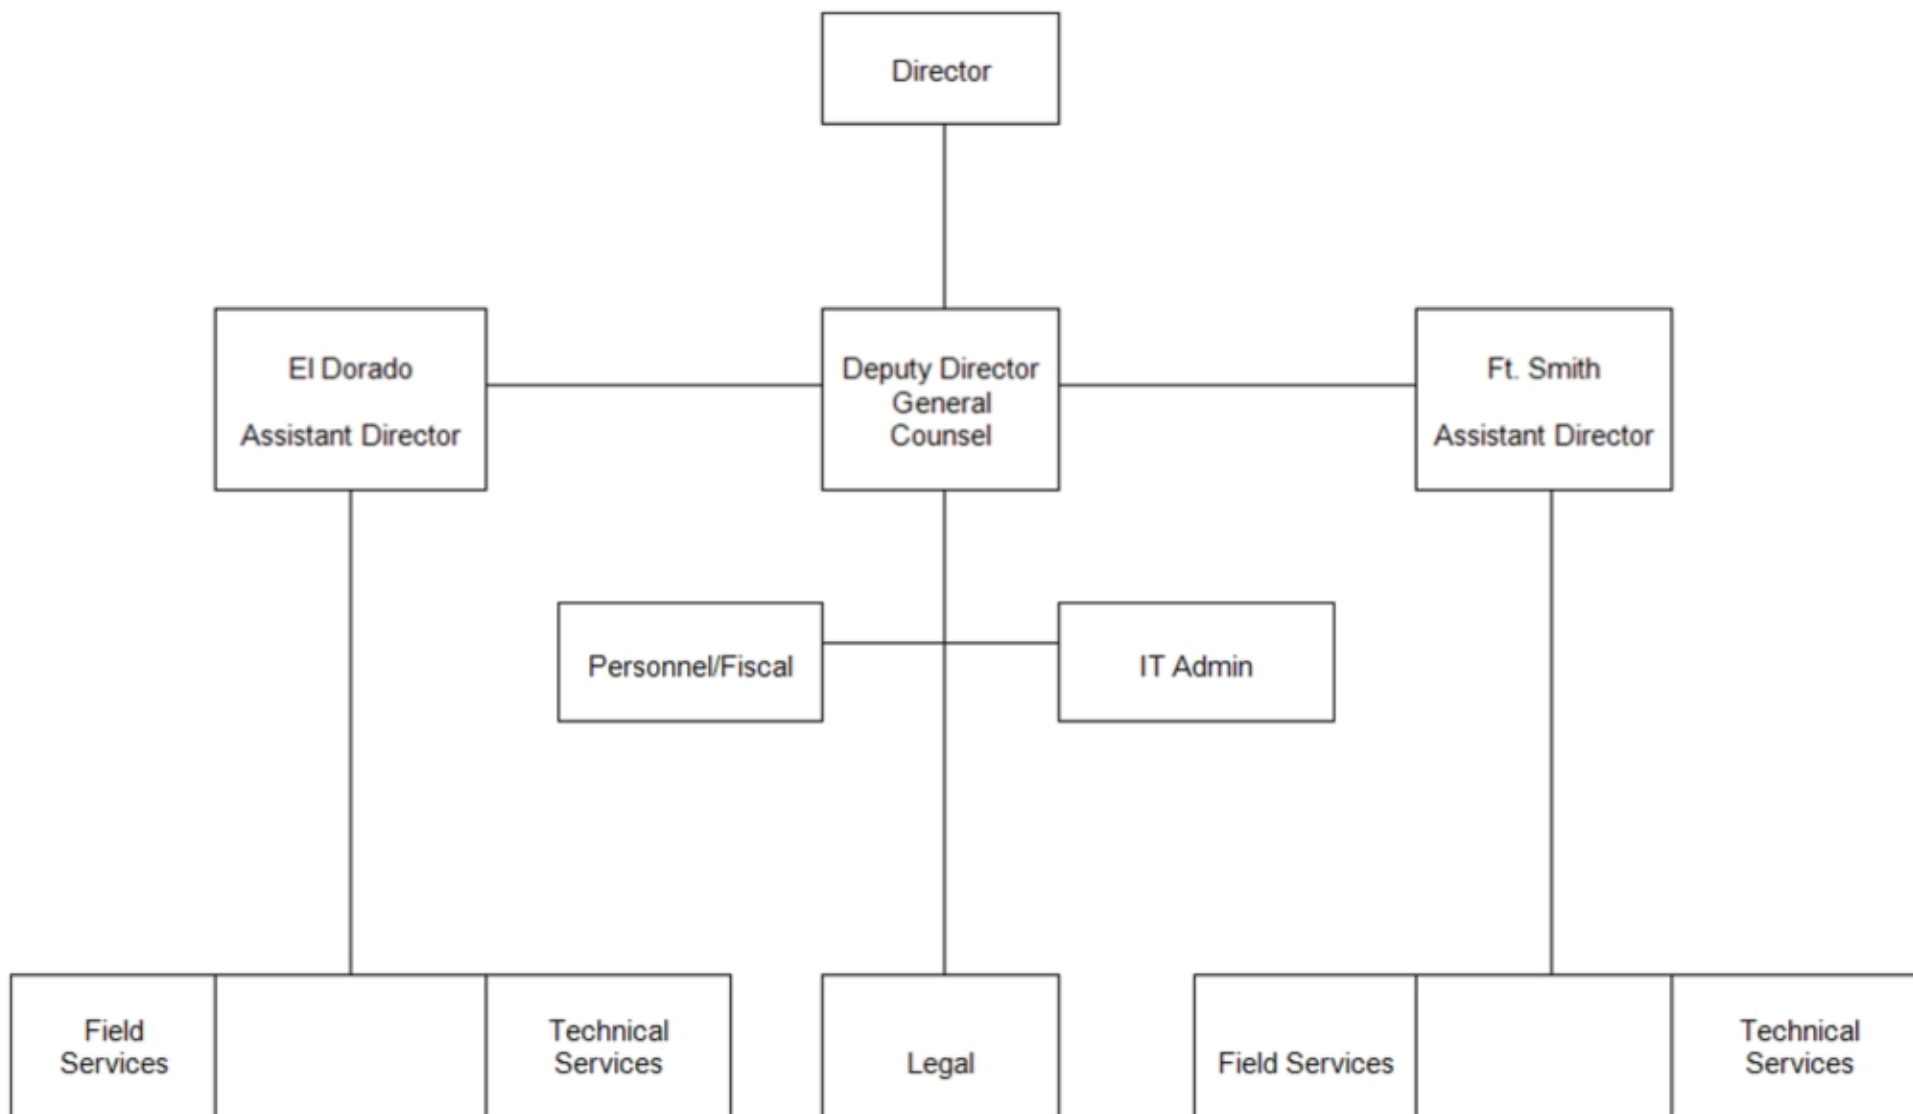 Director
El Dorado
Assistant Director
Deputy Director
General
Counsel
Ft. Smith
Assistant Director
Personnel/Fiscal
IT Admin
Field
Services
Technical
Services
Legal
Field Services
Technical
Services